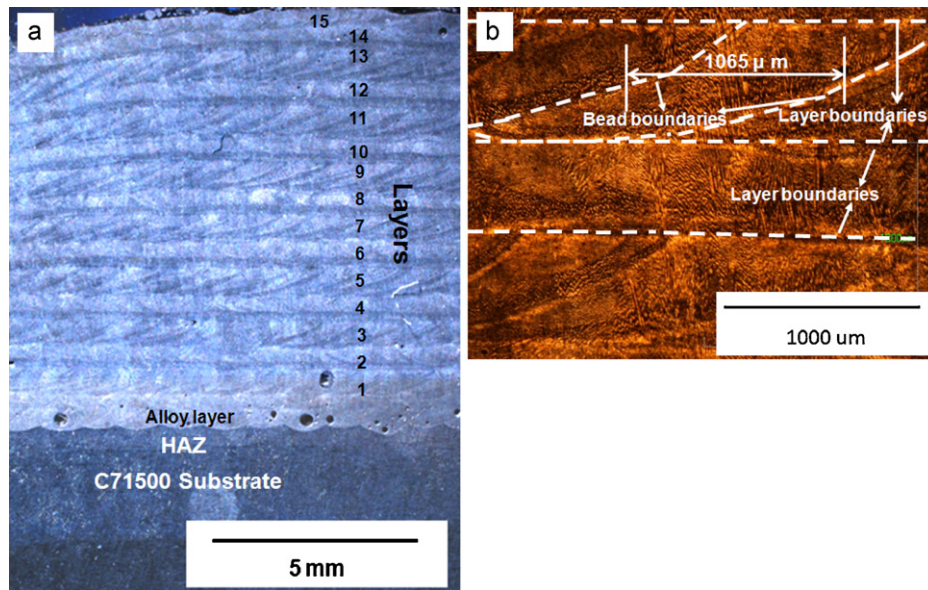 a
15
14
13
12
11
10
9
8
7
6
5
4
3
2
1
Layers
Alloy layer
HAZ
C71500 Substrate
5 mm
b
1065 µ m
Bead boundaries
Layer boundaries
Layer boundaries
1000 um